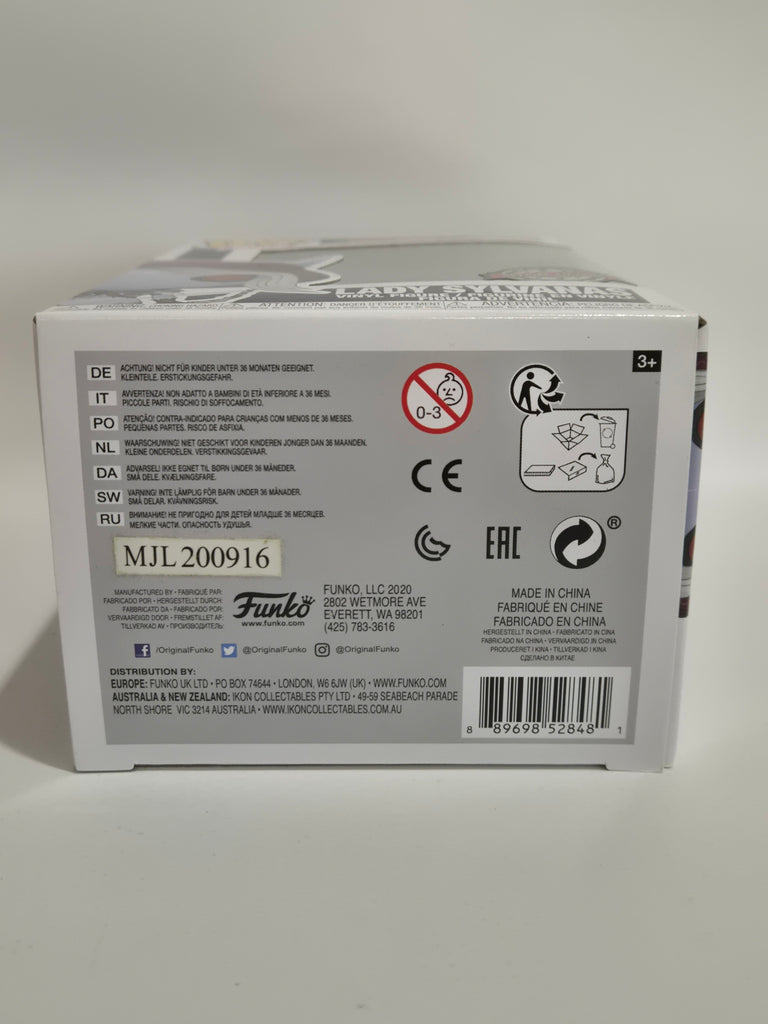 LADY SYLVANAS
ATTENTION: DANGER D'ÉTOUFFEMENT
3+
DE ACHTUNG! NICHT FÜR KINDER UNTER 36 MONATEN GEEIGNET.
KLEINTEILE. ERSTICKUNGSGEFAHR.
IT AVVERTENZA! NON ADATTO A BAMBINI DI ETÀ INFERIORE A 36 MESI.
PICCOLE PARTI. RISCHIO DI SOFFOCAMENTO.
PO ATENÇÃO! CONTRA-INDICADO PARA CRIANÇAS COM MENOS DE 36 MESES.
PEQUENAS PARTES. RISCO DE ASFIXIA.
NL WAARSCHUWING! NIET GESCHIKT VOOR KINDEREN JONGER DAN 36 MAANDEN.
KLEINE ONDERDELEN. VERSTIKKINGSGEVAAR.
DA ADVARSEL! IKKE EGNET TIL BØRN UNDER 36 MÅNEDER.
SMÅ DELE. KVÆLNINGSFARE.
SW VARNING! INTE LÄMPLIG FÖR BARN UNDER 36 MÅNADER.
SMÅ DELAR. KVÄVNINGSRISK.
RU ВНИМАНИЕ! НЕ ПРИГОДНО ДЛЯ ДЕТЕЙ МЛАДШЕ 36 МЕСЯЦЕВ.
МЕЛКИЕ ЧАСТИ. ОПАСНОСТЬ УДУШЬЯ.
0-3
CE
EAC
®
MJL 200916
MANUFACTURED BY • FABRIQUÉ PAR:
FABRICADO POR • HERGESTELLT DURCH:
FABBRICATO DA • FABRICADO POR:
VERVAARDIGD DOOR • FREMSTILLET AF:
TILLVERKAD AV • ПРОИЗВОДИТЕЛЬ:
Funko
www.funko.com
FUNKO, LLC 2020
2802 WETMORE AVE
EVERETT, WA 98201
(425) 783-3616
MADE IN CHINA
FABRIQUÉ EN CHINE
FABRICADO EN CHINA
HERGESTELLT IN CHINA • FABBRICATO IN CINA
FABRICADO NA CHINA • VERVAARDIGD IN CHINA
PRODUCERET I KINA • TILLVERKAD I KINA
СДЕЛАНО В КИТАЕ
/OriginalFunko @OriginalFunko @OriginalFunko
DISTRIBUTION BY:
EUROPE: FUNKO UK LTD • PO BOX 74644 • LONDON, W6 6JW (UK) • WWW.FUNKO.COM
AUSTRALIA & NEW ZEALAND: IKON COLLECTABLES PTY LTD • 49-59 SEABEACH PARADE
NORTH SHORE VIC 3214 AUSTRALIA • WWW.IKONCOLLECTABLES.COM.AU
8 89698 52848 1